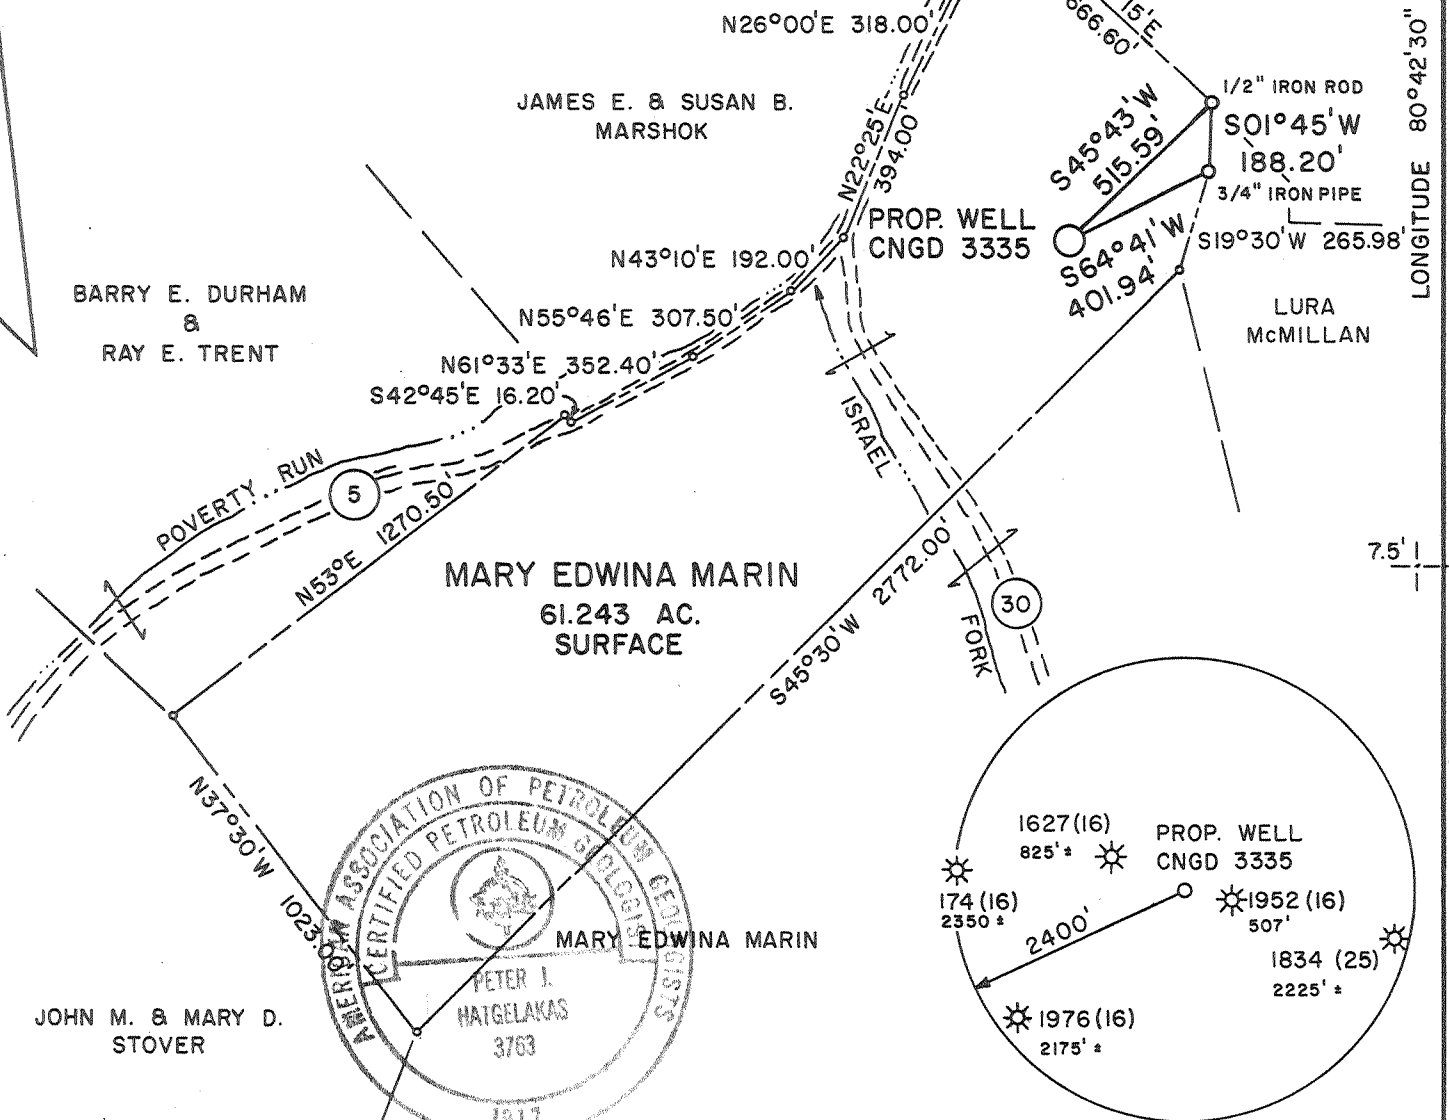 N26°00'E 318.00'
15'E
666.60'
LONGITUDE 80°42'30"
JAMES E. & SUSAN B.
MARSHOK
N22°25'E
394.00'
1/2" IRON ROD
S01°45'W
188.20'
3/4" IRON PIPE
S45°43'W
515.59'
PROP. WELL
CNGD 3335
S64°41'W
401.94'
S19°30'W 265.98'
N43°10'E 192.00'
BARRY E. DURHAM
&
RAY E. TRENT
N55°46'E 307.50'
LURA
McMILLAN
N61°33'E 352.40'
S42°45'E 16.20'
ISRAEL
FORK
POVERTY RUN
5
N53°E 1270.50'
MARY EDWINA MARIN
61.243 AC.
SURFACE
S45°30'W 2772.00'
7.5'
30
N37°30'W 1023.00'
AMERICAN ASSOCIATION OF PETROLEUM GEOLOGISTS
CERTIFIED PETROLEUM GEOLOGIST
PETER J.
HATGELAKAS
3763
1917
MARY EDWINA MARIN
JOHN M. & MARY D.
STOVER
1627(16)
825'±
PROP. WELL
CNGD 3335
174(16)
2350±
1952(16)
507'
2400'
1834 (25)
2225'±
1976(16)
2175'±